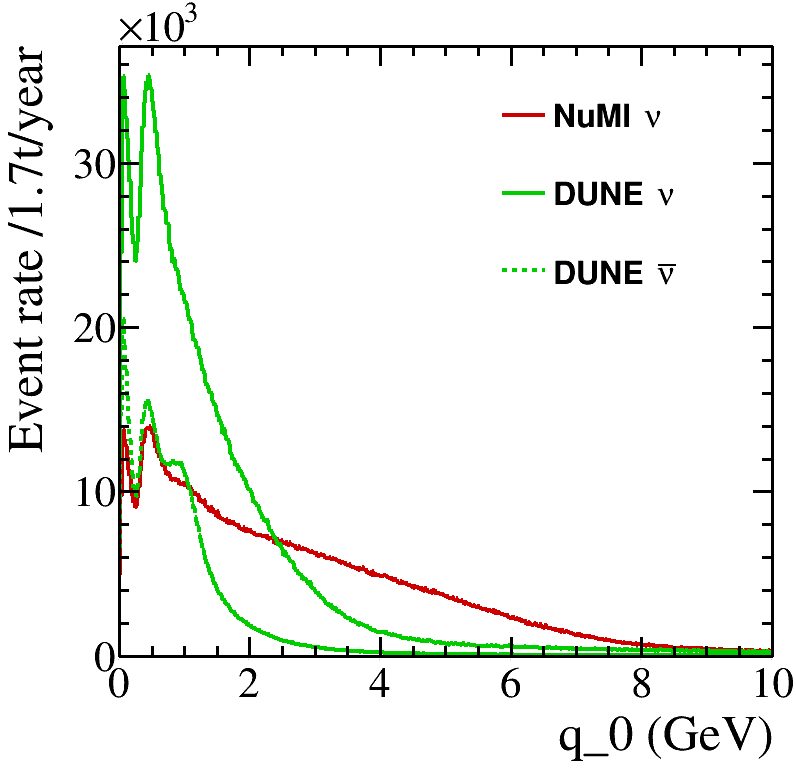 ×10³
Event rate /1.7t/year
30
20
10
0
NuMI ν
DUNE ν
DUNE ν̅
0 2 4 6 8 10
q_0 (GeV)